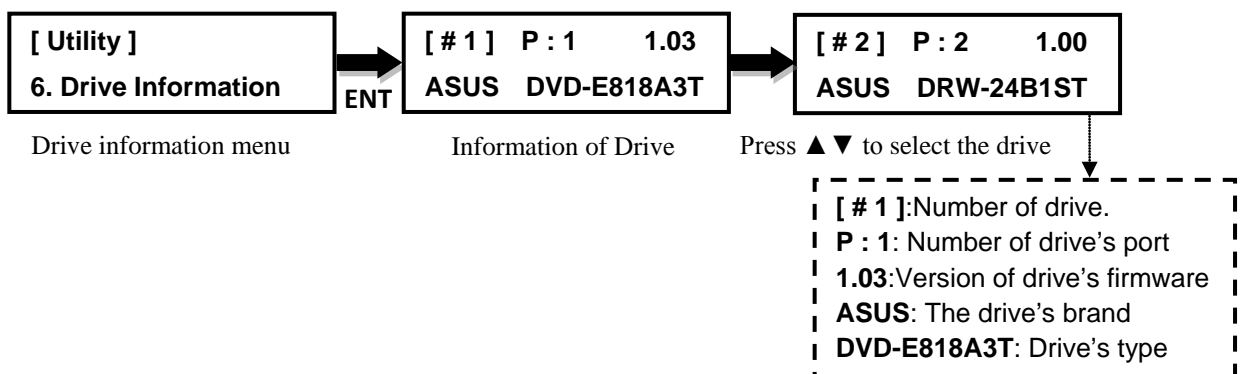 [ Utility ]
6. Drive Information
ENT
[ # 1 ] P : 1 1.03
ASUS DVD-E818A3T
[ # 2 ] P : 2 1.00
ASUS DRW-24B1ST
Drive information menu
Information of Drive
Press ▲▼ to select the drive
[ # 1 ]:Number of drive.
P : 1: Number of drive’s port
1.03:Version of drive’s firmware
ASUS: The drive’s brand
DVD-E818A3T: Drive’s type